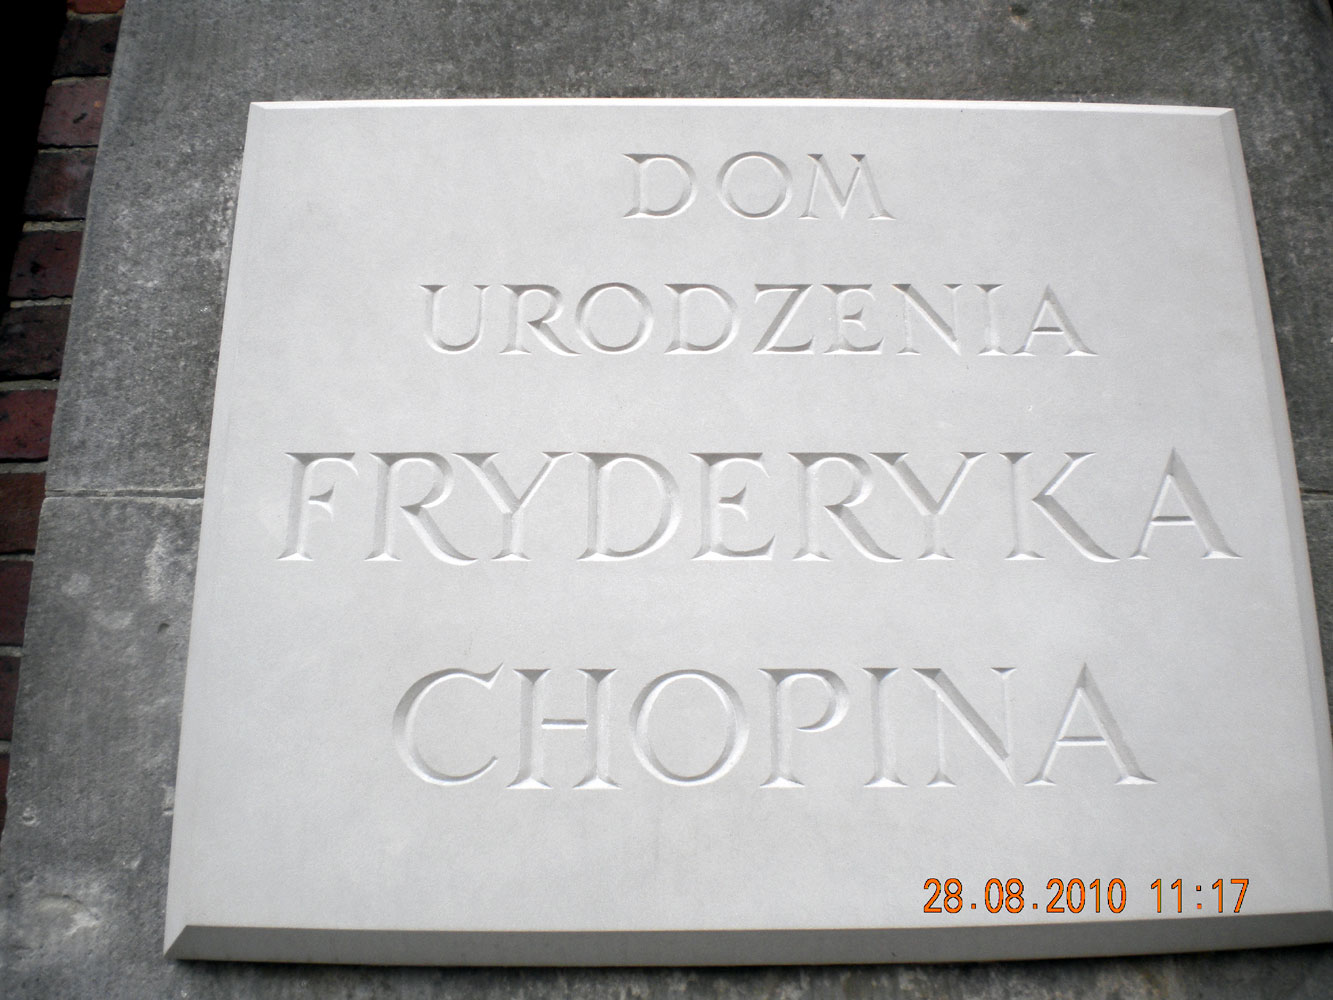 DOM
URODZENIA
FRYDERYKA
CHOPINA
28.08.2010 11:17